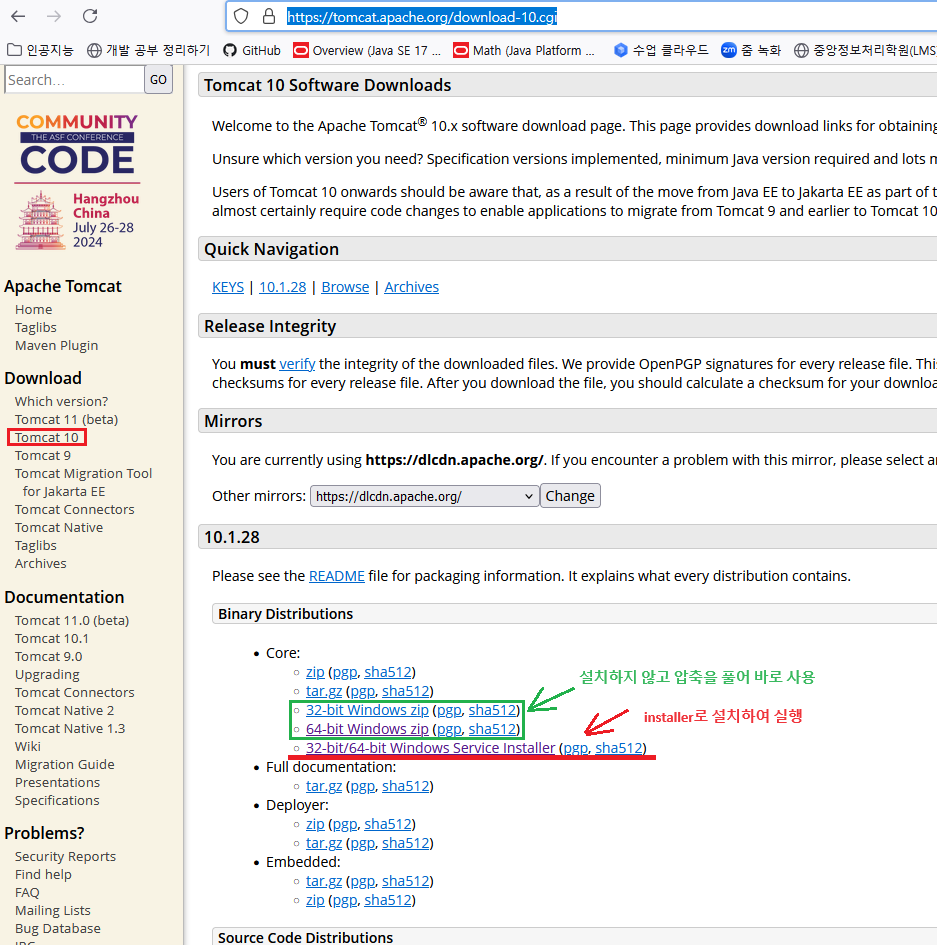 https://tomcat.apache.org/download-10.cgi
인공지능
개발 공부 정리하기
GitHub
Overview (Java SE 17 ...
Math (Java Platform ...
수업 클라우드
zm 줌 녹화
중앙정보처리학원(LMS)
Search...
GO
COMMUNITY
THE ASF CONFERENCE
CODE
Hangzhou
China
July 26-28
2024
Apache Tomcat
Home
Taglibs
Maven Plugin
Download
Which version?
Tomcat 11 (beta)
Tomcat 10
Tomcat 9
Tomcat Migration Tool
for Jakarta EE
Tomcat Connectors
Tomcat Native
Taglibs
Archives
Documentation
Tomcat 11.0 (beta)
Tomcat 10.1
Tomcat 9.0
Upgrading
Tomcat Connectors
Tomcat Native 2
Tomcat Native 1.3
Wiki
Migration Guide
Presentations
Specifications
Problems?
Security Reports
Find help
FAQ
Mailing Lists
Bug Database
IRC
Tomcat 10 Software Downloads
Welcome to the Apache Tomcat® 10.x software download page. This page provides download links for obtaining
Unsure which version you need? Specification versions implemented, minimum Java version required and lots
Users of Tomcat 10 onwards should be aware that, as a result of the move from Java EE to Jakarta EE as part of
almost certainly require code changes to enable applications to migrate from Tomcat 9 and earlier to Tomcat 10
Quick Navigation
KEYS | 10.1.28 | Browse | Archives
Release Integrity
You must verify the integrity of the downloaded files. We provide OpenPGP signatures for every release file. This
checksums for every release file. After you download the file, you should calculate a checksum for your
Mirrors
You are currently using https://dlcdn.apache.org/. If you encounter a problem with this mirror, please select
Other mirrors: https://dlcdn.apache.org/ Change
10.1.28
Please see the README file for packaging information. It explains what every distribution contains.
Binary Distributions
• Core:
◦ zip (pgp, sha512)
◦ tar.gz (pgp, sha512)
◦ 32-bit Windows zip (pgp, sha512)
◦ 64-bit Windows zip (pgp, sha512)
◦ 32-bit/64-bit Windows Service Installer (pgp, sha512)
설치하지 않고 압축을 풀어 바로 사용
installer로 설치하여 실행
• Full documentation:
◦ tar.gz (pgp, sha512)
• Deployer:
◦ zip (pgp, sha512)
◦ tar.gz (pgp, sha512)
• Embedded:
◦ tar.gz (pgp, sha512)
◦ zip (pgp, sha512)
Source Code Distributions